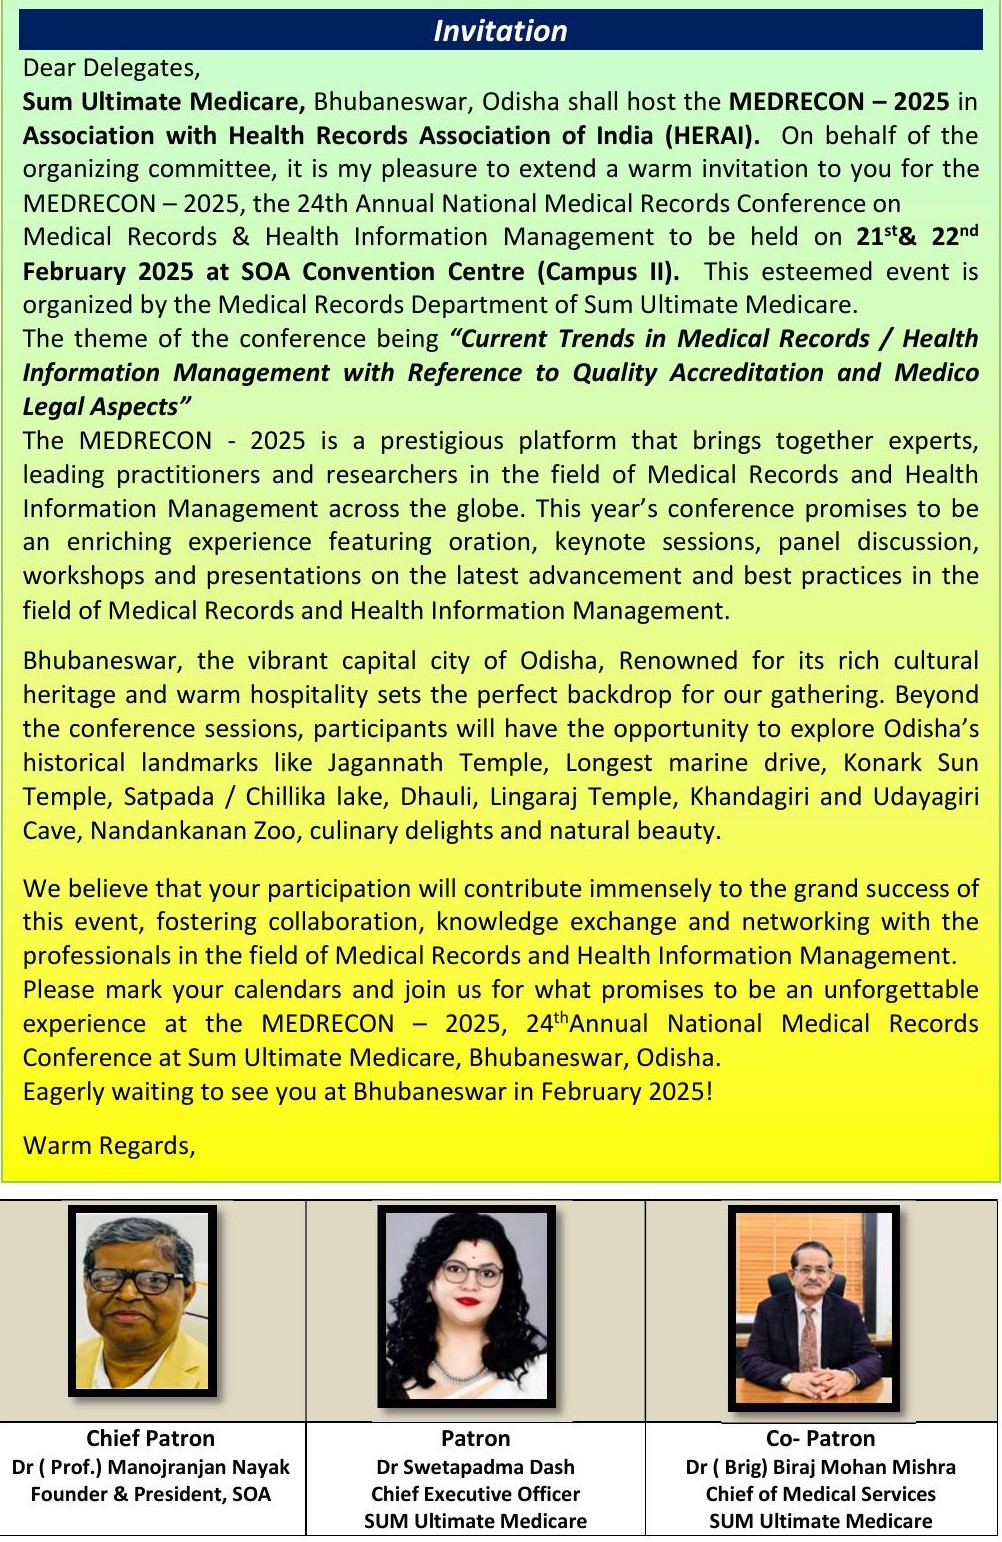 Invitation
Dear Delegates,
Sum Ultimate Medicare, Bhubaneswar, Odisha shall host the MEDRECON – 2025 in
Association with Health Records Association of India (HERAI). On behalf of the
organizing committee, it is my pleasure to extend a warm invitation to you for the
MEDRECON – 2025, the 24th Annual National Medical Records Conference on
Medical Records & Health Information Management to be held on 21st& 22nd
February 2025 at SOA Convention Centre (Campus II). This esteemed event is
organized by the Medical Records Department of Sum Ultimate Medicare.
The theme of the conference being “Current Trends in Medical Records / Health
Information Management with Reference to Quality Accreditation and Medico
Legal Aspects”
The MEDRECON - 2025 is a prestigious platform that brings together experts,
leading practitioners and researchers in the field of Medical Records and Health
Information Management across the globe. This year’s conference promises to be
an enriching experience featuring oration, keynote sessions, panel discussion,
workshops and presentations on the latest advancement and best practices in the
field of Medical Records and Health Information Management.
Bhubaneswar, the vibrant capital city of Odisha, Renowned for its rich cultural
heritage and warm hospitality sets the perfect backdrop for our gathering. Beyond
the conference sessions, participants will have the opportunity to explore Odisha’s
historical landmarks like Jagannath Temple, Longest marine drive, Konark Sun
Temple, Satpada / Chillika lake, Dhauli, Lingaraj Temple, Khandagiri and Udayagiri
Cave, Nandankanan Zoo, culinary delights and natural beauty.
We believe that your participation will contribute immensely to the grand success of
this event, fostering collaboration, knowledge exchange and networking with the
professionals in the field of Medical Records and Health Information Management.
Please mark your calendars and join us for what promises to be an unforgettable
experience at the MEDRECON – 2025, 24thAnnual National Medical Records
Conference at Sum Ultimate Medicare, Bhubaneswar, Odisha.
Eagerly waiting to see you at Bhubaneswar in February 2025!
Warm Regards,
Chief Patron
Dr ( Prof.) Manojranjan Nayak
Founder & President, SOA
Patron
Dr Swetapadma Dash
Chief Executive Officer
SUM Ultimate Medicare
Co- Patron
Dr ( Brig) Biraj Mohan Mishra
Chief of Medical Services
SUM Ultimate Medicare